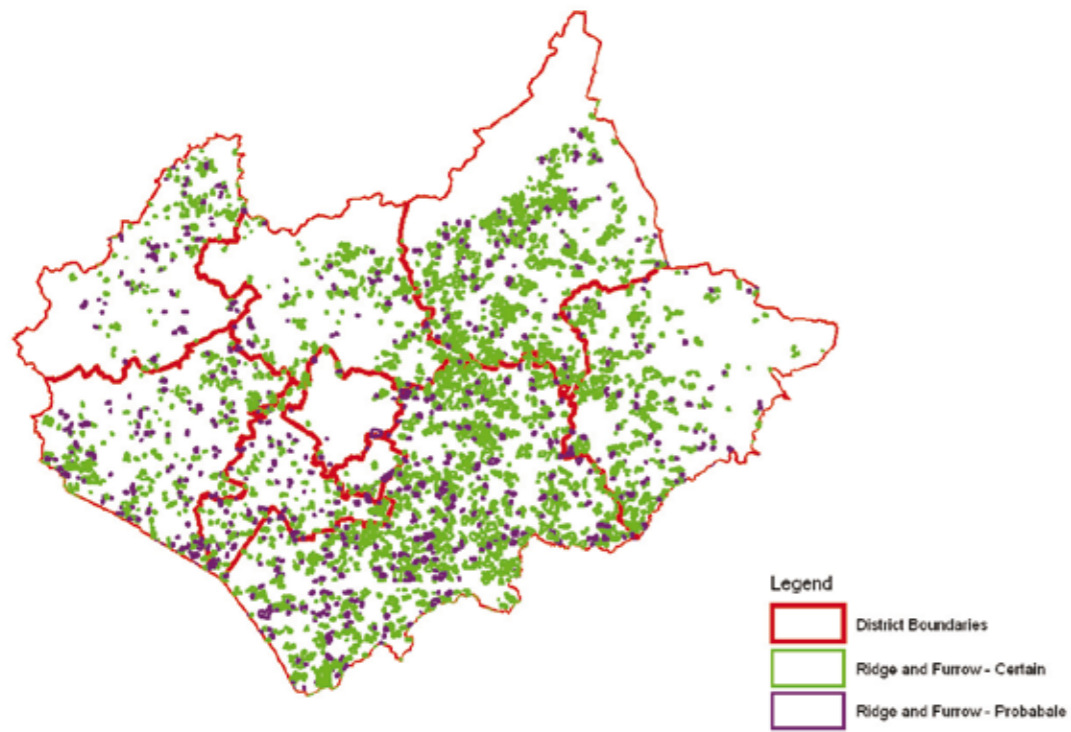 Legend
District Boundaries
Ridge and Furrow - Certain
Ridge and Furrow - Probabale